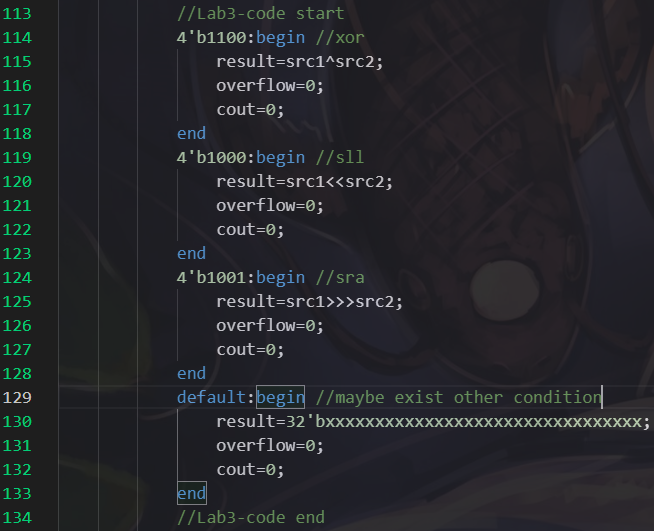 113 //Lab3-code start
114 4'b1100:begin //xor
115 result=src1^src2;
116 overflow=0;
117 cout=0;
118 end
119 4'b1000:begin //sll
120 result=src1<<src2;
121 overflow=0;
122 cout=0;
123 end
124 4'b1001:begin //sra
125 result=src1>>>src2;
126 overflow=0;
127 cout=0;
128 end
129 default:begin //maybe exist other condition
130 result=32'bxxxxxxxxxxxxxxxxxxxxxxxxxxxxxxxx;
131 overflow=0;
132 cout=0;
133 end
134 //Lab3-code end